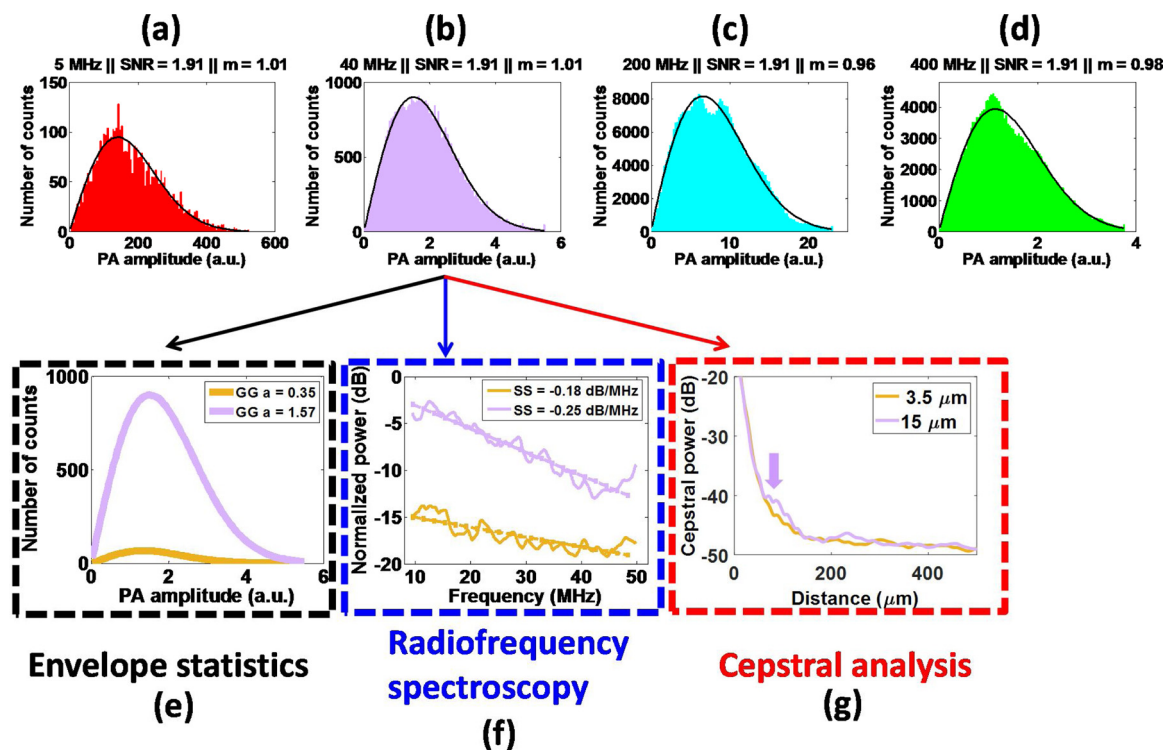 (a)
(b)
(c)
(d)
5 MHz || SNR = 1.91 || m = 1.01
40 MHz || SNR = 1.91 || m = 1.01
200 MHz || SNR = 1.91 || m = 0.96
400 MHz || SNR = 1.91 || m = 0.98
Number of counts
150
100
50
0
0 200 400 600
PA amplitude (a.u.)
Number of counts
1000
500
0
0 2 4 6
PA amplitude (a.u.)
Number of counts
8000
6000
4000
2000
0
0 10 20
PA amplitude (a.u.)
Number of counts
4000
3000
2000
1000
0
0 2 4
PA amplitude (a.u.)
Number of counts
1000
500
0
0 2 4 6
PA amplitude (a.u.)
GG a = 0.35
GG a = 1.57
Normalized power (dB)
0
-5
-10
-15
-20
10 20 30 40 50
Frequency (MHz)
SS = -0.18 dB/MHz
SS = -0.25 dB/MHz
Cepstral power (dB)
-20
-30
-40
-50
0 200 400
Distance (μm)
3.5 μm
15 μm
Envelope statistics
(e)
Radiofrequency
spectroscopy
(f)
Cepstral analysis
(g)